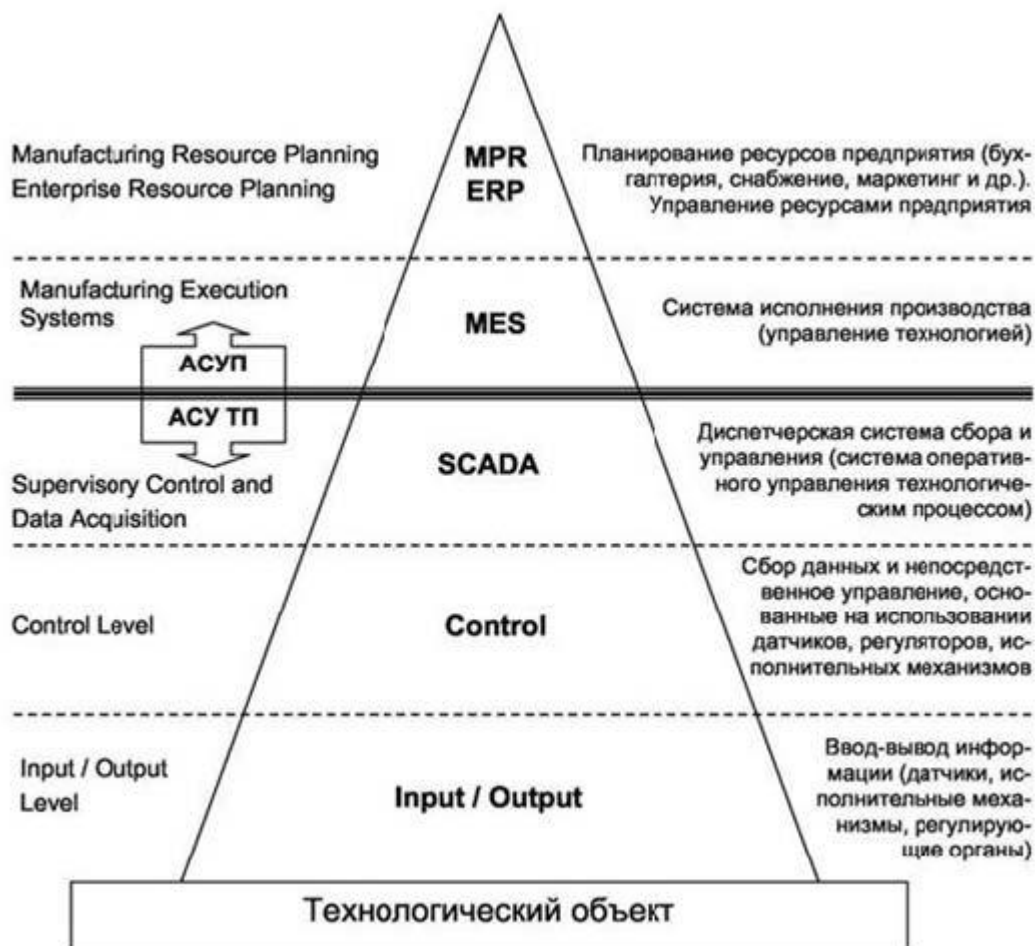 Manufacturing Resource Planning
Enterprise Resource Planning
MPR
ERP
Планирование ресурсов предприятия (бух-
галтерия, снабжение, маркетинг и др.).
Управление ресурсами предприятия
Manufacturing Execution
Systems
MES
Система исполнения производства
(управление технологией)
АСУП
АСУ ТП
Supervisory Control and
Data Acquisition
SCADA
Диспетчерская система сбора и
управления (система оператив-
ного управления технологиче-
ским процессом)
Control Level
Control
Сбор данных и непосредст-
венное управление, осно-
ванные на использовании
датчиков, регуляторов, ис-
полнительных механизмов
Input / Output
Level
Input / Output
Ввод-вывод инфор-
мации (датчики, ис-
полнительные меха-
низмы, регулирую-
щие органы)
Технологический объект